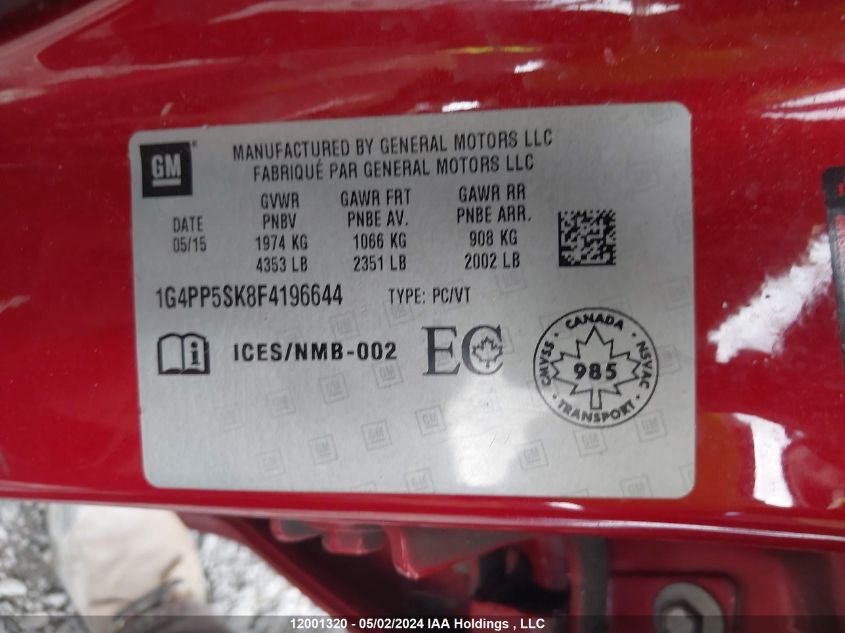 GM
MANUFACTURED BY GENERAL MOTORS LLC
FABRIQUÉ PAR GENERAL MOTORS LLC
GVWR GAWR FRT GAWR RR
DATE PNBV PNBE AV. PNBE ARR.
05/15 1974 KG 1066 KG 908 KG
4353 LB 2351 LB 2002 LB
1G4PP5SK8F4196644 TYPE: PC/VT
i ICES/NMB-002 EC
CANADA
CMVSS 985 NSVAC
TRANSPORT
12001320 - 05/02/2024 IAA Holdings , LLC